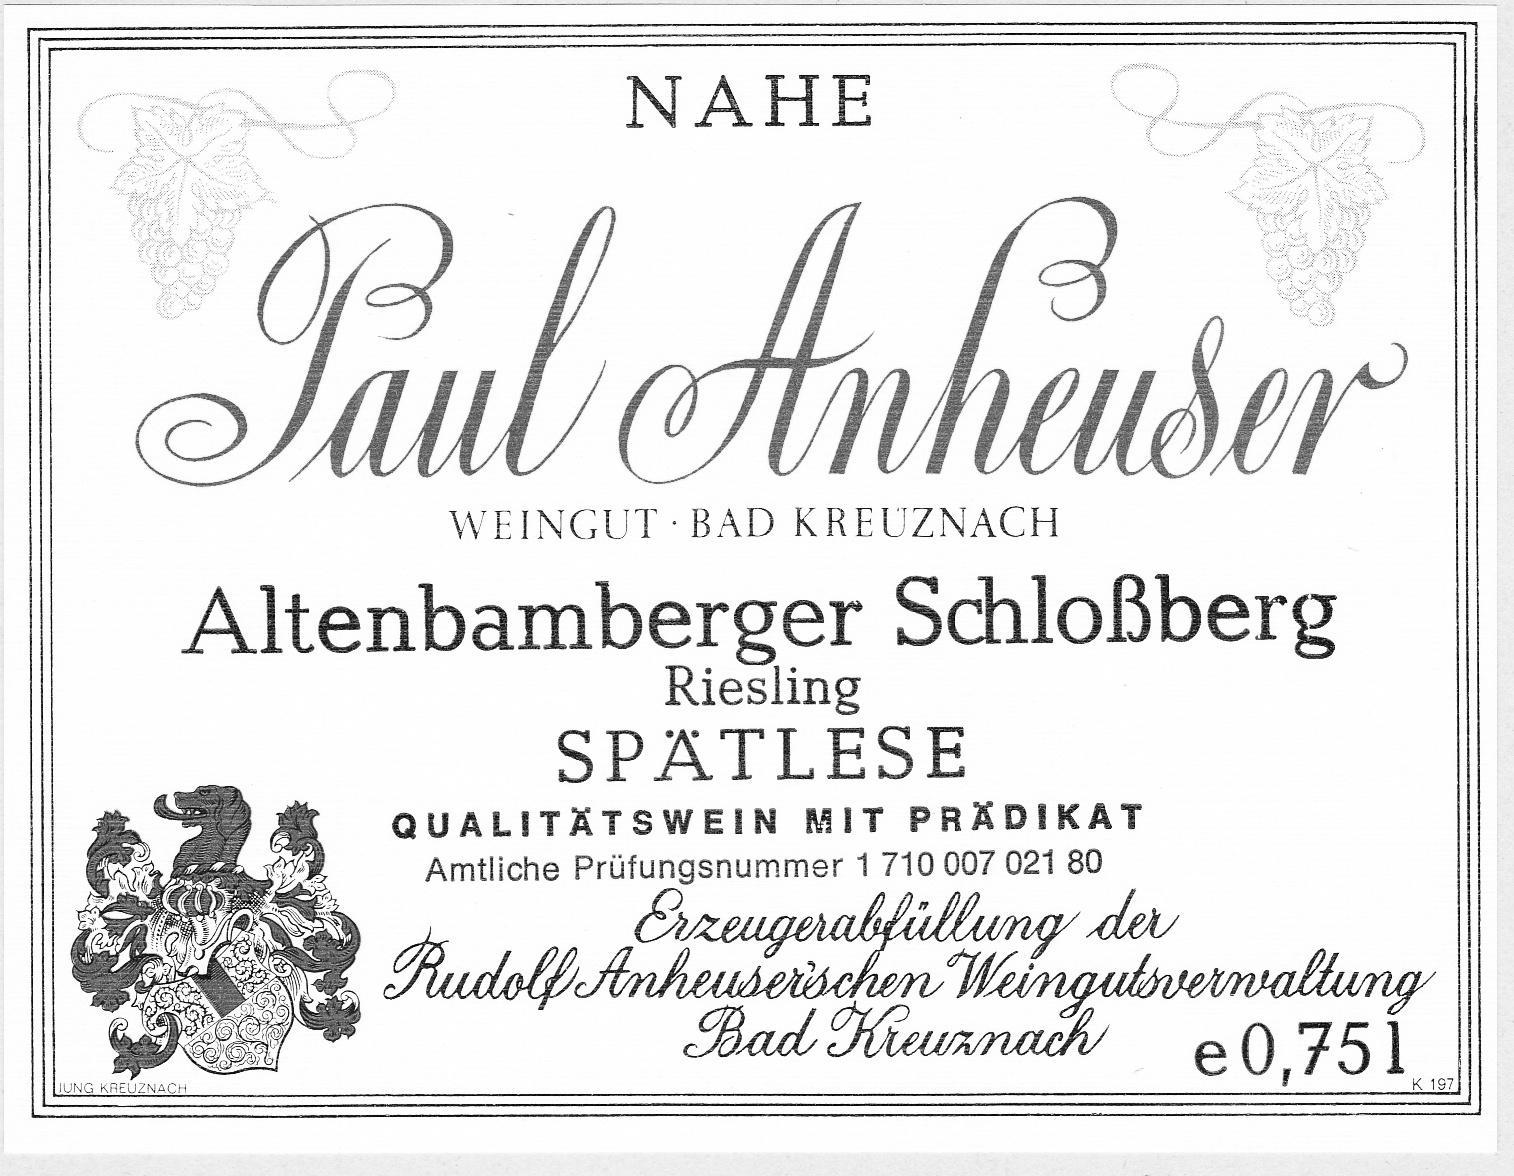 NAHE
Paul Anheuser
WEINGUT · BAD KREUZNACH
Altenbamberger Schloßberg
Riesling
SPÄTLESE
QUALITÄTSWEIN MIT PRÄDIKAT
Amtliche Prüfungsnummer 1 710 007 021 80
Erzeugerabfüllung der
Rudolf Anheuser'schen Weingutsverwaltung
Bad Kreuznach
e 0,75 l
JUNG KREUZNACH
K 197